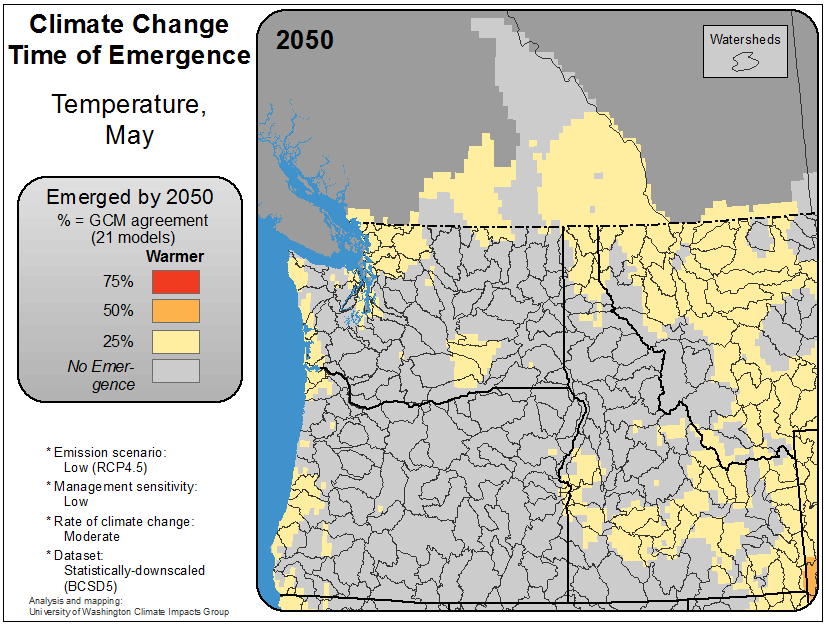 Climate Change
Time of Emergence
Temperature,
May
Emerged by 2050
% = GCM agreement
(21 models)
Warmer
75%
50%
25%
No Emer-
gence
* Emission scenario:
Low (RCP4.5)
* Management sensitivity:
Low
* Rate of climate change:
Moderate
* Dataset:
Statistically-downscaled
(BCSD5)
Analysis and mapping:
University of Washington Climate Impacts Group
2050
Watersheds